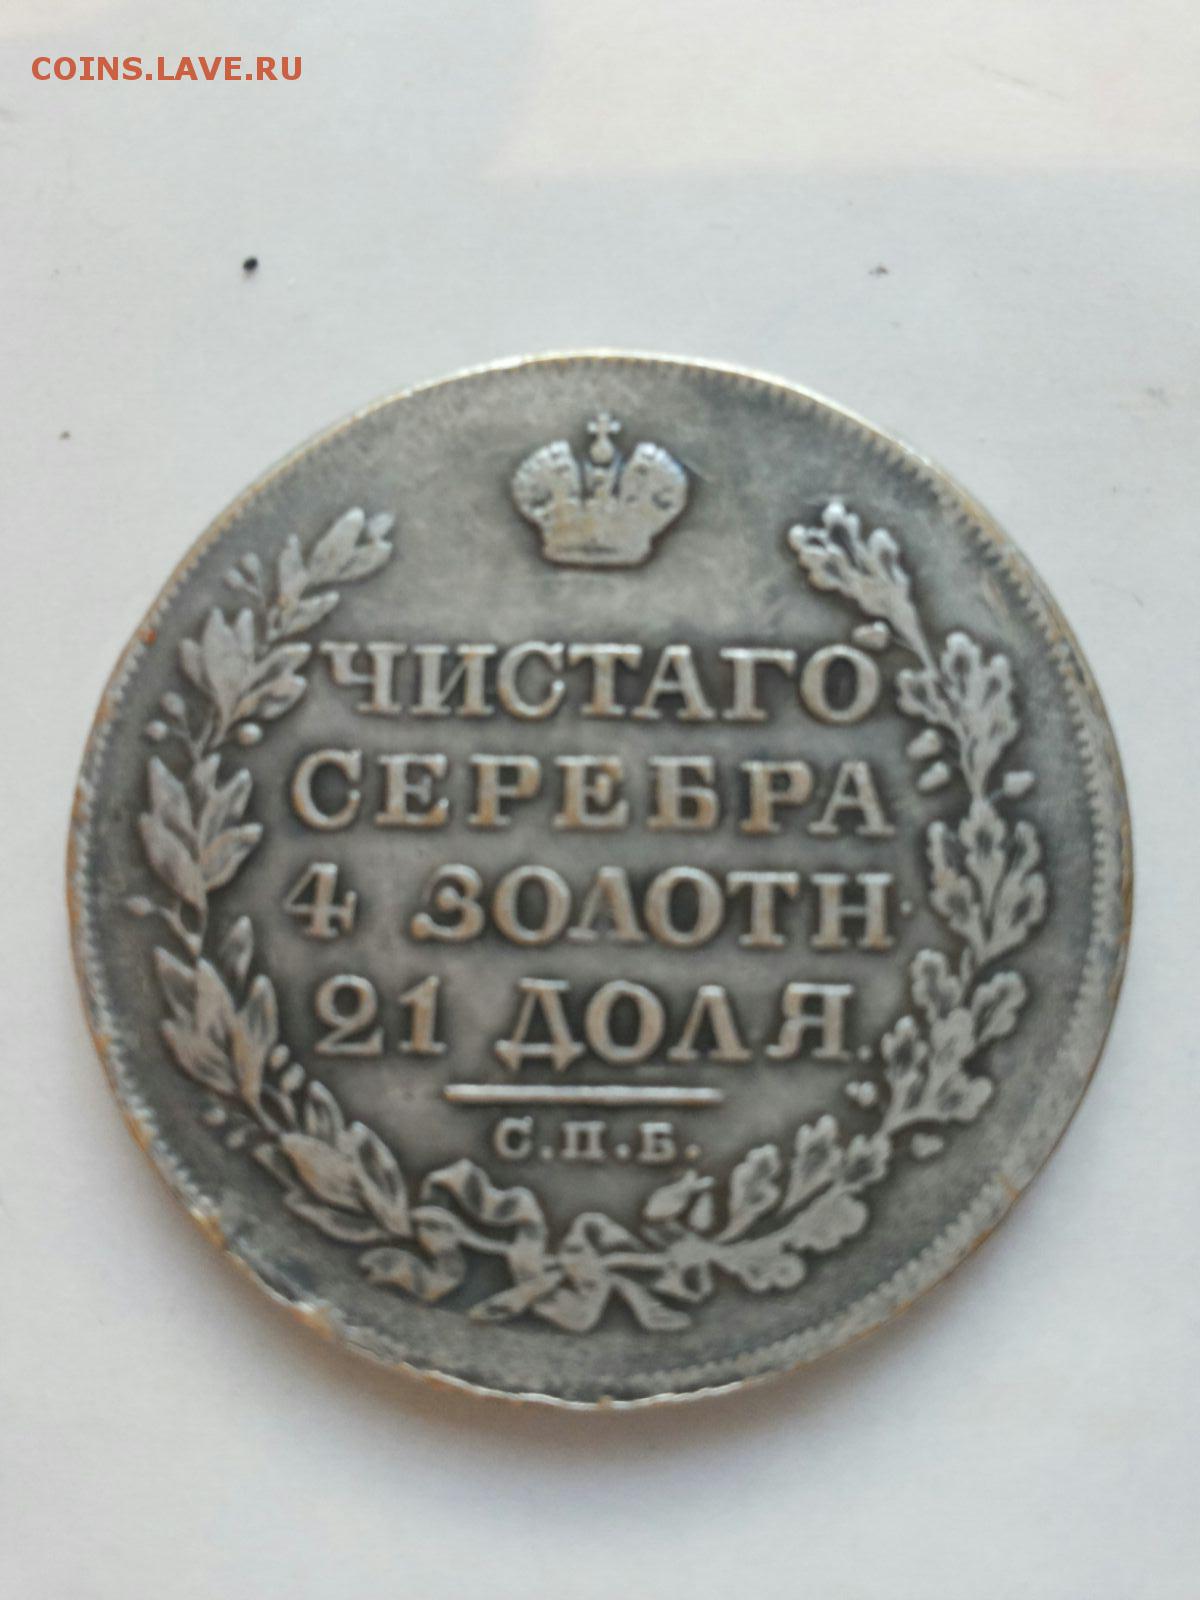 COINS.LAVE.RU
ЧИСТАГО
СЕРЕБРА
4 ЗОЛОТН·
21 ДОЛЯ.
С.П.Б.